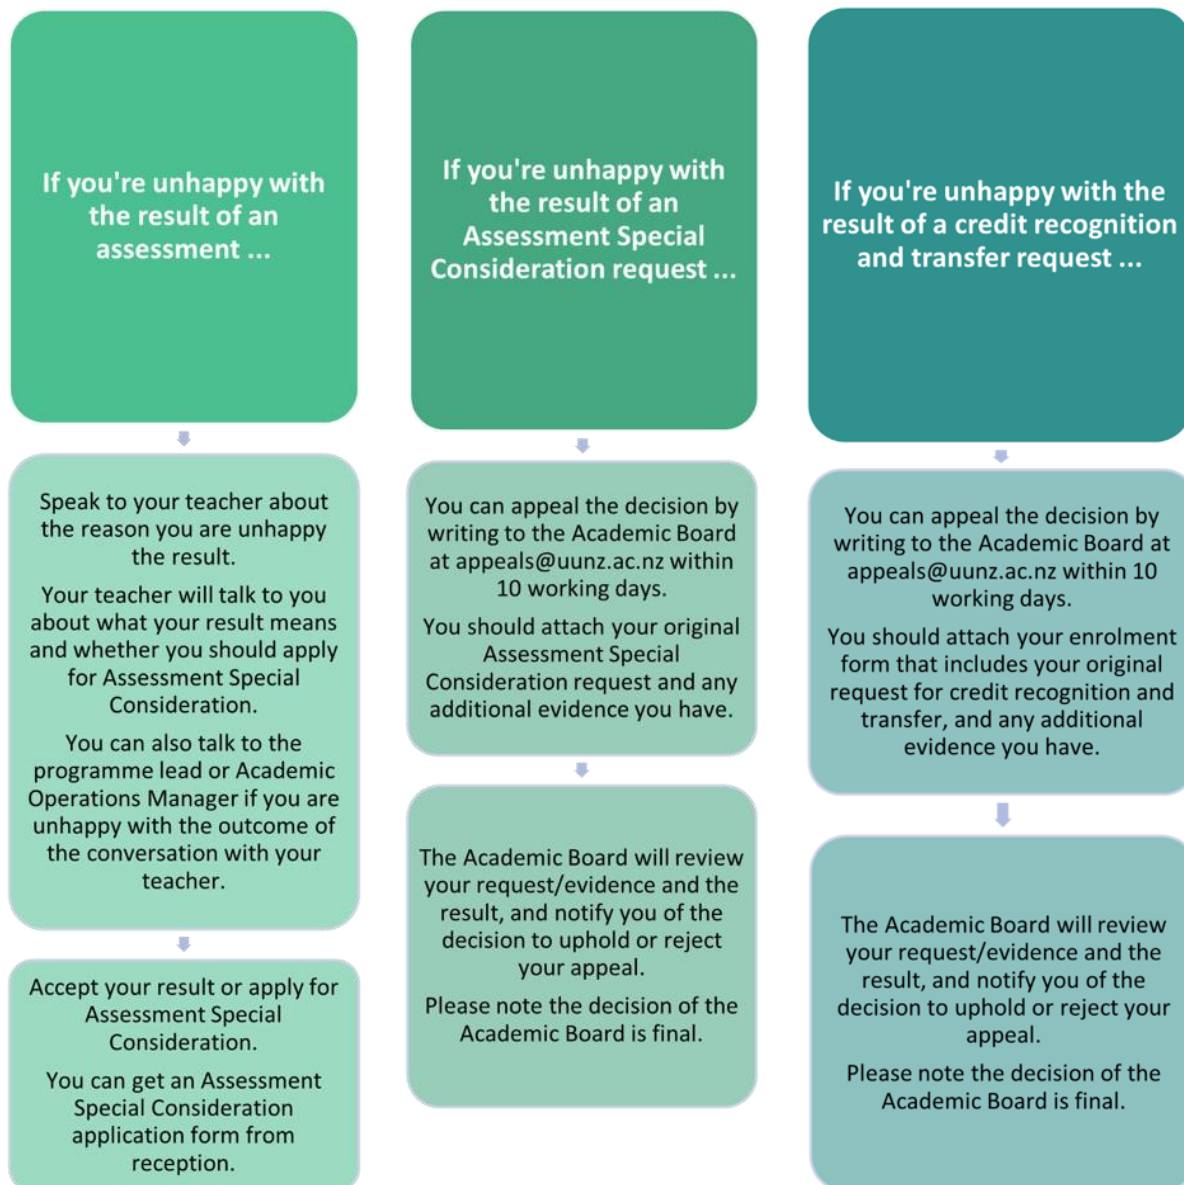 If you're unhappy with
the result of an
assessment ...
Speak to your teacher about
the reason you are unhappy
the result.
Your teacher will talk to you
about what your result means
and whether you should apply
for Assessment Special
Consideration.
You can also talk to the
programme lead or Academic
Operations Manager if you are
unhappy with the outcome of
the conversation with your
teacher.
Accept your result or apply for
Assessment Special
Consideration.
You can get an Assessment
Special Consideration
application form from
reception.
If you're unhappy with
the result of an
Assessment Special
Consideration request ...
You can appeal the decision by
writing to the Academic Board
at appeals@uunz.ac.nz within
10 working days.
You should attach your original
Assessment Special
Consideration request and any
additional evidence you have.
The Academic Board will review
your request/evidence and the
result, and notify you of the
decision to uphold or reject
your appeal.
Please note the decision of the
Academic Board is final.
If you're unhappy with the
result of a credit recognition
and transfer request ...
You can appeal the decision by
writing to the Academic Board at
appeals@uunz.ac.nz within 10
working days.
You should attach your enrolment
form that includes your original
request for credit recognition and
transfer, and any additional
evidence you have.
The Academic Board will review
your request/evidence and the
result, and notify you of the
decision to uphold or reject your
appeal.
Please note the decision of the
Academic Board is final.